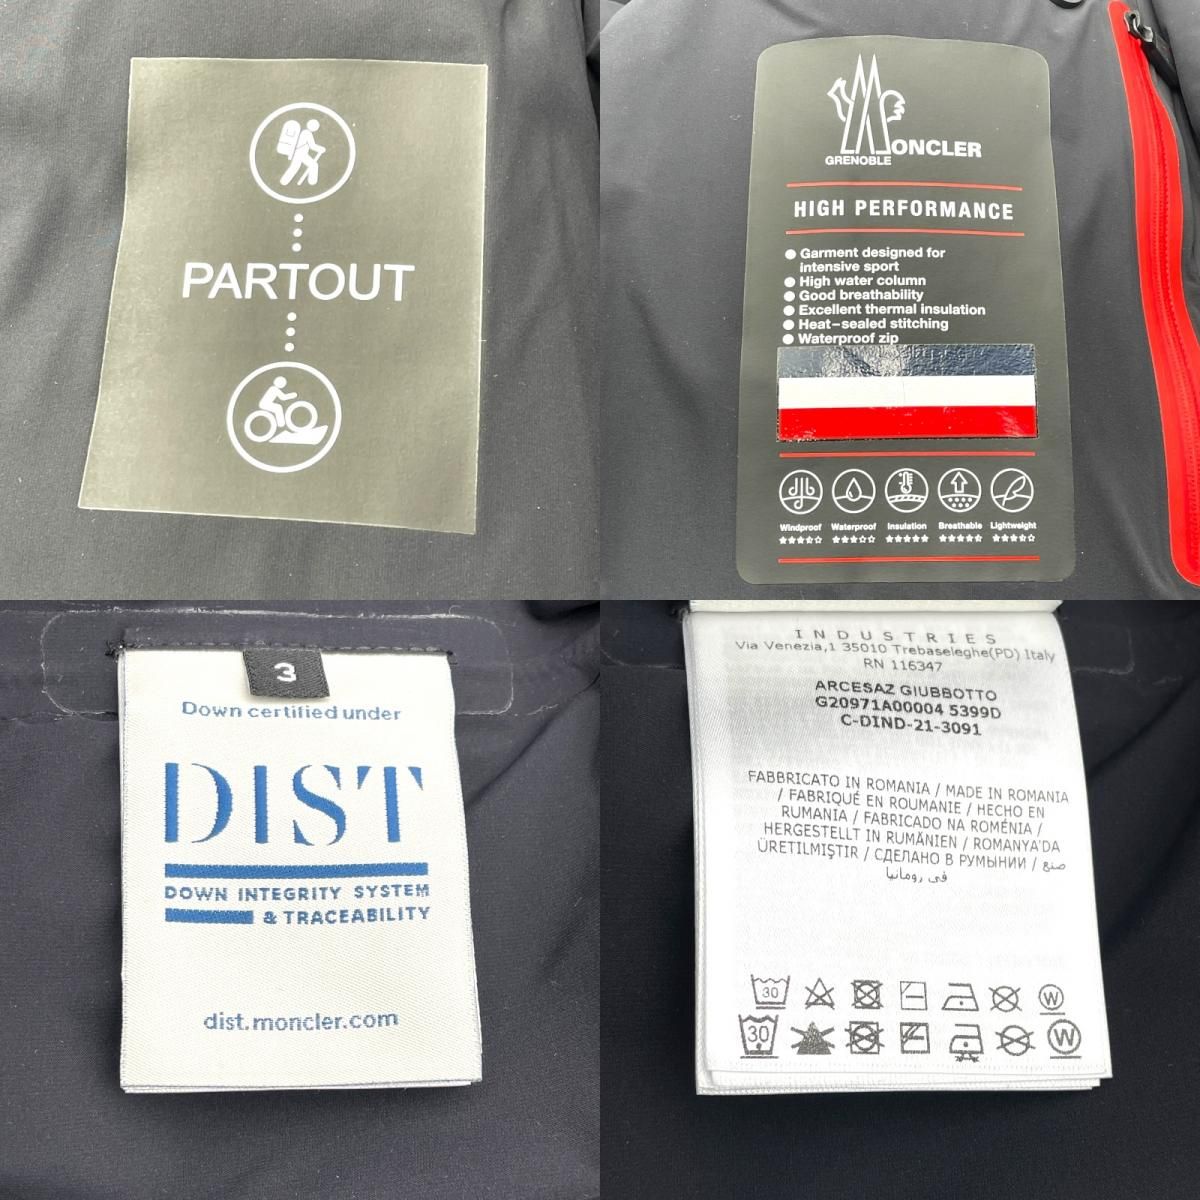 PARTOUT
GRENOBLE
MONCLER
HIGH PERFORMANCE
● Garment designed for
intensive sport
● High water column
● Good breathability
● Excellent thermal insulation
● Heat-sealed stitching
● Waterproof zip
Windproof Waterproof Insulation Breathable Lightweight
3
Down certified under
DIST
DOWN INTEGRITY SYSTEM
& TRACEABILITY
dist.moncler.com
INDUSTRIES
Via Venezia,1 35010 Trebaseleghe(PD) Italy
RN 116347
ARCESAZ GIUBBOTTO
G20971A00004 5399D
C-DIND-21-3091
FABBRICATO IN ROMANIA / MADE IN ROMANIA
/ FABRIQUÉ EN ROUMANIE / HECHO EN
RUMANIA / FABRICADO NA ROMÉNIA /
HERGESTELLT IN RUMÄNIEN / ROMANYA'DA
ÜRETILMIŞTIR / СДЕЛАНО В РУМЫНИИ / صنع
في رومانيا
30 W
30 W